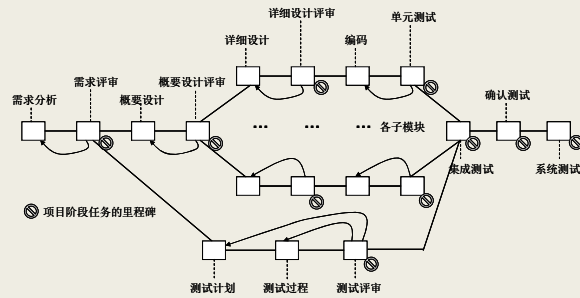 详细设计评审
单元测试
详细设计
编码
需求评审
概要设计评审
需求分析
概要设计
确认测试
… … … 各子模块
集成测试
系统测试
项目阶段任务的里程碑
测试计划
测试过程
测试评审